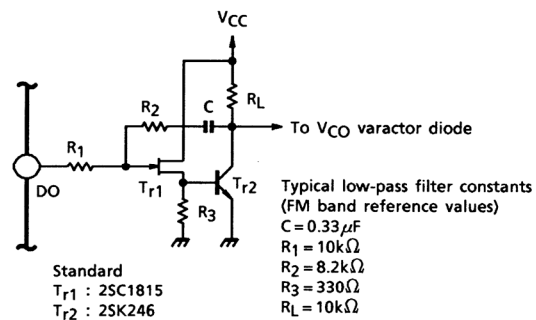 VCC
R2
C
RL
To VCO varactor diode
R1
DO
Tr1
Tr2
R3
Typical low-pass filter constants
(FM band reference values)
C=0.33μF
R1=10kΩ
R2=8.2kΩ
R3=330Ω
RL=10kΩ
Standard
Tr1 : 2SC1815
Tr2 : 2SK246